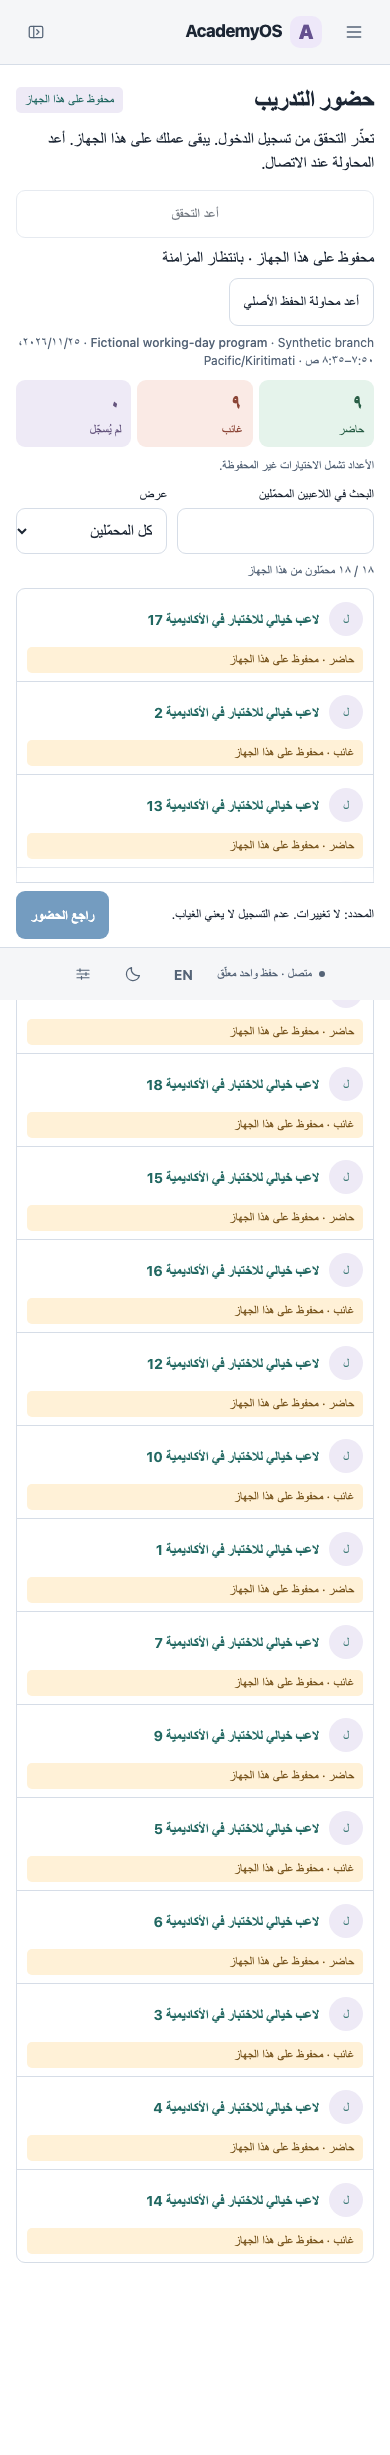 A AcademyOS
حضور التدريب
محفوظ على هذا الجهاز
تعذّر التحقق من تسجيل الدخول. يبقى عملك على هذا الجهاز. أعد
المحاولة عند الاتصال.
أعد التحقق
محفوظ على هذا الجهاز · بانتظار المزامنة
أعد محاولة الحفظ الأصلي
Synthetic branch · Fictional working-day program · ٢٠٢٦/١١/٢٥،
٧:٥٠–٨:٣٥ ص · Pacific/Kiritimati
٩
حاضر
٩
غائب
٠
لم يُسجّل
الأعداد تشمل الاختيارات غير المحفوظة.
البحث في اللاعبين المحمّلين
عرض
كل المحمّلين
١٨ / ١٨ محمّلون من هذا الجهاز
ل
لاعب خيالي للاختبار في الأكاديمية 17
حاضر · محفوظ على هذا الجهاز
ل
لاعب خيالي للاختبار في الأكاديمية 2
غائب · محفوظ على هذا الجهاز
ل
لاعب خيالي للاختبار في الأكاديمية 13
حاضر · محفوظ على هذا الجهاز
المحدد: لا تغييرات. عدم التسجيل لا يعني الغياب.
راجع الحضور
متصل · حفظ واحد معلّق
EN
حاضر · محفوظ على هذا الجهاز
ل
لاعب خيالي للاختبار في الأكاديمية 18
غائب · محفوظ على هذا الجهاز
ل
لاعب خيالي للاختبار في الأكاديمية 15
حاضر · محفوظ على هذا الجهاز
ل
لاعب خيالي للاختبار في الأكاديمية 16
غائب · محفوظ على هذا الجهاز
ل
لاعب خيالي للاختبار في الأكاديمية 12
حاضر · محفوظ على هذا الجهاز
ل
لاعب خيالي للاختبار في الأكاديمية 10
غائب · محفوظ على هذا الجهاز
ل
لاعب خيالي للاختبار في الأكاديمية 1
حاضر · محفوظ على هذا الجهاز
ل
لاعب خيالي للاختبار في الأكاديمية 7
غائب · محفوظ على هذا الجهاز
ل
لاعب خيالي للاختبار في الأكاديمية 9
حاضر · محفوظ على هذا الجهاز
ل
لاعب خيالي للاختبار في الأكاديمية 5
غائب · محفوظ على هذا الجهاز
ل
لاعب خيالي للاختبار في الأكاديمية 6
حاضر · محفوظ على هذا الجهاز
ل
لاعب خيالي للاختبار في الأكاديمية 3
غائب · محفوظ على هذا الجهاز
ل
لاعب خيالي للاختبار في الأكاديمية 4
حاضر · محفوظ على هذا الجهاز
ل
لاعب خيالي للاختبار في الأكاديمية 14
غائب · محفوظ على هذا الجهاز